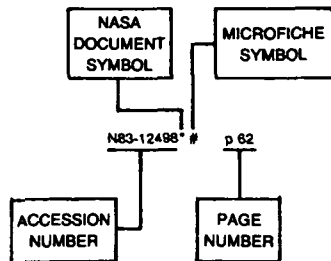 NASA
DOCUMENT
SYMBOL
MICROFICHE
SYMBOL
N83-12498* # p 62
ACCESSION
NUMBER
PAGE
NUMBER